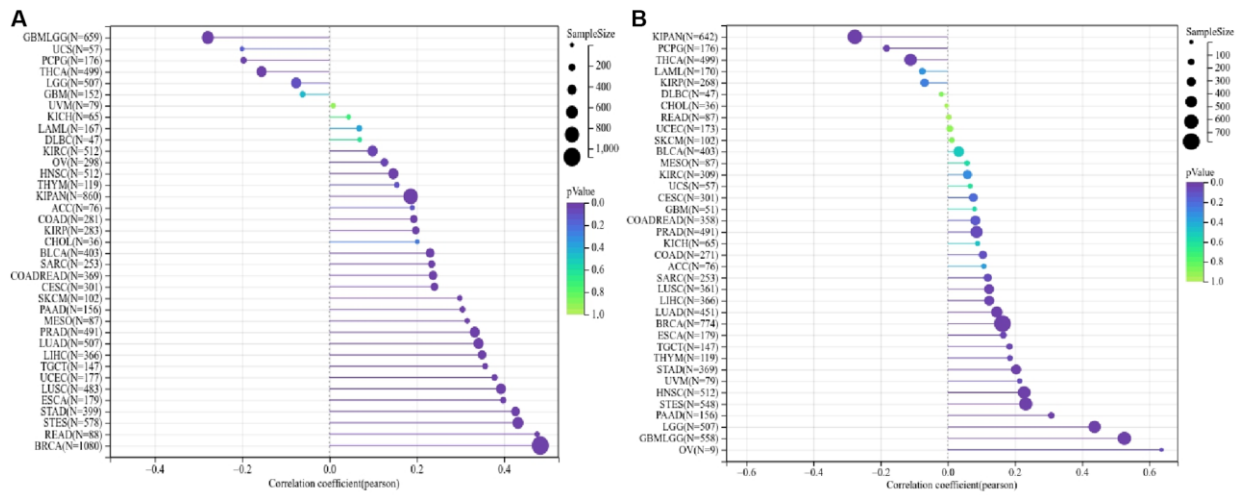 A
GBMLGG(N=659)
UCS(N=57)
PCPG(N=176)
THCA(N=499)
LGG(N=507)
GBM(N=152)
UVM(N=79)
KICH(N=65)
LAML(N=167)
DLBC(N=47)
KIRC(N=512)
OV(N=298)
HNSC(N=512)
THYM(N=119)
KIPAN(N=860)
ACC(N=76)
COAD(N=281)
KIRP(N=283)
CHOL(N=36)
BLCA(N=403)
SARC(N=253)
COADREAD(N=369)
CESC(N=301)
SKCM(N=102)
PAAD(N=156)
MESO(N=87)
PRAD(N=491)
LUAD(N=507)
LIHC(N=366)
TGCT(N=147)
UCEC(N=177)
LUSC(N=483)
ESCA(N=179)
STAD(N=399)
STES(N=578)
READ(N=88)
BRCA(N=1080)
−0.4 −0.2 0.0 0.2 0.4
Correlation coefficient(pearson)
SampleSize
200
400
600
800
1,000
pValue
0.0
0.2
0.4
0.6
0.8
1.0
B
KIPAN(N=642)
PCPG(N=176)
THCA(N=499)
LAML(N=170)
KIRP(N=268)
DLBC(N=47)
CHOL(N=36)
READ(N=87)
UCEC(N=173)
SKCM(N=102)
BLCA(N=403)
MESO(N=87)
KIRC(N=309)
UCS(N=57)
CESC(N=301)
GBM(N=51)
COADREAD(N=358)
PRAD(N=491)
KICH(N=65)
COAD(N=271)
ACC(N=76)
SARC(N=253)
LUSC(N=361)
LIHC(N=366)
LUAD(N=451)
BRCA(N=774)
ESCA(N=179)
TGCT(N=147)
THYM(N=119)
STAD(N=369)
UVM(N=79)
HNSC(N=512)
STES(N=548)
PAAD(N=156)
LGG(N=507)
GBMLGG(N=558)
OV(N=9)
−0.6 −0.4 −0.2 0.0 0.2 0.4 0.6
Correlation coefficient(pearson)
SampleSize
100
200
300
400
500
600
700
pValue
0.0
0.2
0.4
0.6
0.8
1.0